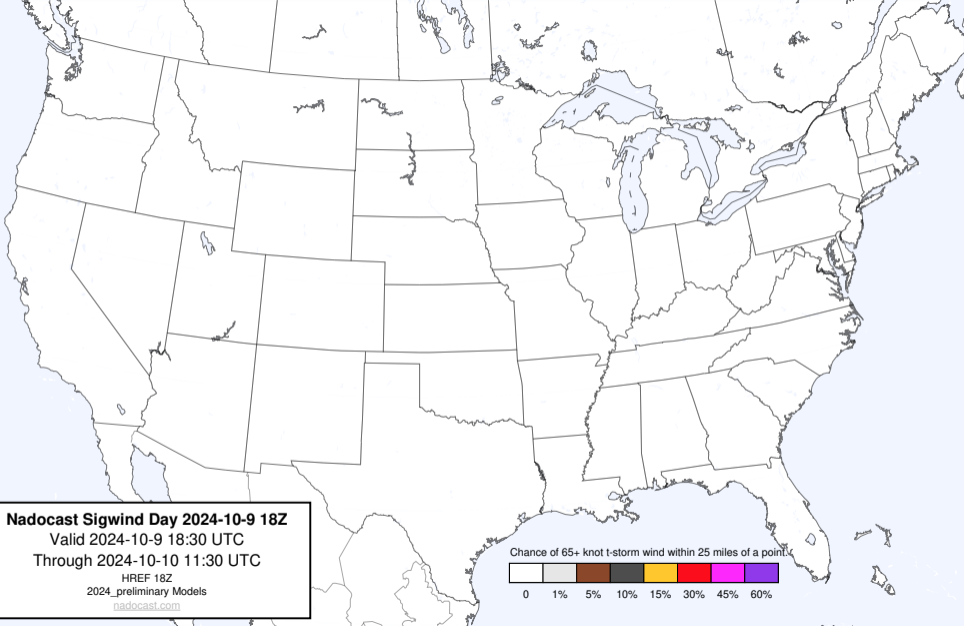 Nadocast Sigwind Day 2024-10-9 18Z
Valid 2024-10-9 18:30 UTC
Through 2024-10-10 11:30 UTC
HREF 18Z
2024_preliminary Models
nadocast.com
Chance of 65+ knot t-storm wind within 25 miles of a point.
0 1% 5% 10% 15% 30% 45% 60%